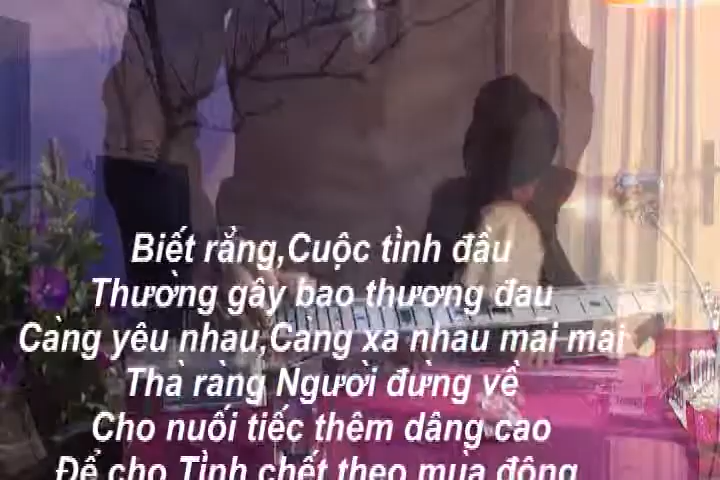 Biết rằng,Cuộc tình đầu
Thường gây bao thương đau
Càng yêu nhau,Càng xa nhau mai mai
Thà ràng Người đừng về
Cho nuối tiếc thêm dâng cao
Để cho Tình chết theo mùa đông